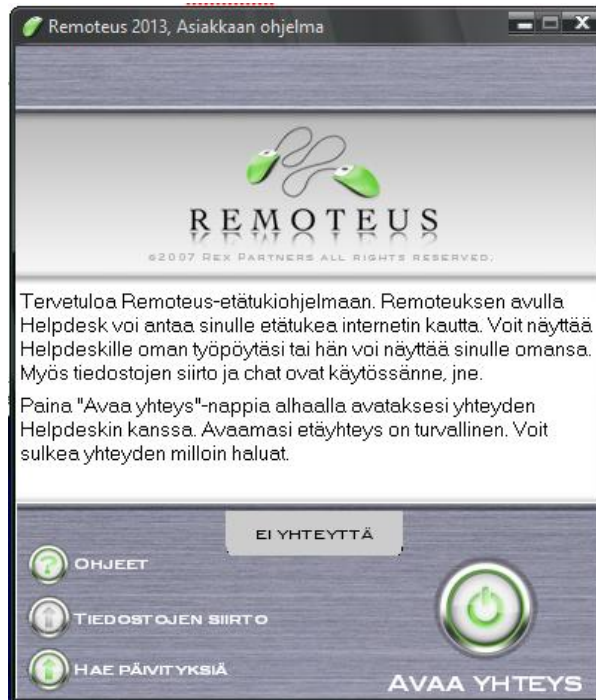 Remoteus 2013, Asiakkaan ohjelma
REMOTEUS
©2007 REX PARTNERS ALL RIGHTS RESERVED.
Tervetuloa Remoteus-etätukiohjelmaan. Remoteuksen avulla
Helpdesk voi antaa sinulle etätukea internetin kautta. Voit näyttää
Helpdeskille oman työpöytäsi tai hän voi näyttää sinulle omansa.
Myös tiedostojen siirto ja chat ovat käytössänne, jne.
Paina "Avaa yhteys"-nappia alhaalla avataksesi yhteyden
Helpdeskin kanssa. Avaamasi etäyhteys on turvallinen. Voit
sulkea yhteyden milloin haluat.
EI YHTEYTTÄ
OHJEET
TIEDOSTOJEN SIIRTO
HAE PÄIVITYKSIÄ
AVAA YHTEYS